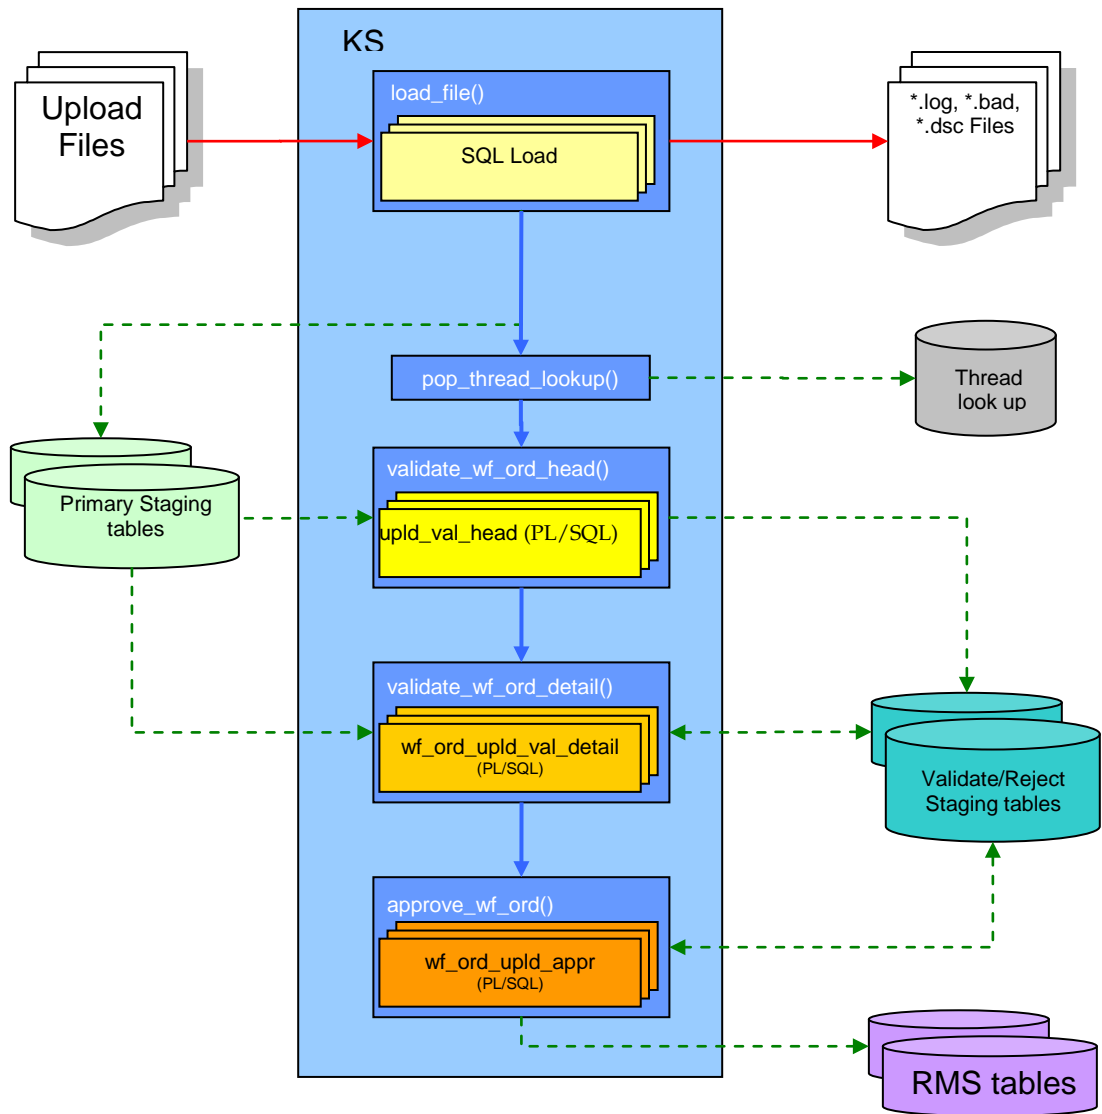 KS
load_file()
Upload
Files
SQL Load
*.log, *.bad,
*.dsc Files
pop_thread_lookup()
Thread
look up
validate_wf_ord_head()
Primary Staging
tables
upld_val_head (PL/SQL)
validate_wf_ord_detail()
wf_ord_upld_val_detail
(PL/SQL)
Validate/Reject
Staging tables
approve_wf_ord()
wf_ord_upld_appr
(PL/SQL)
RMS tables